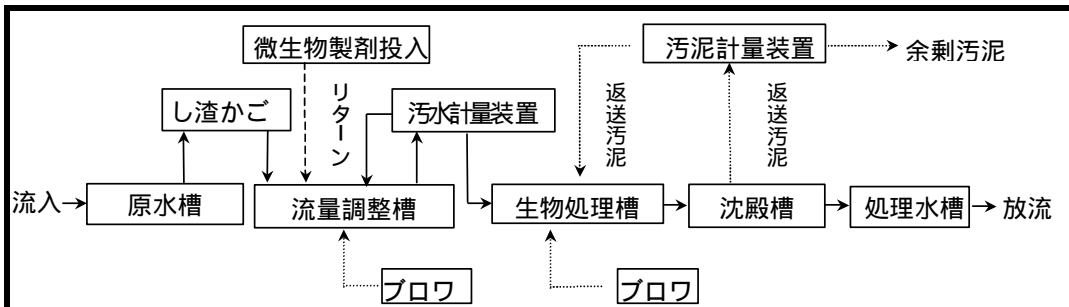 微生物製剤投入
汚泥計量装置
余剰汚泥
し渣かご
リターン
汚水計量装置
返送汚泥
返送汚泥
流入
原水槽
流量調整槽
生物処理槽
沈殿槽
処理水槽
放流
ブロワ
ブロワ